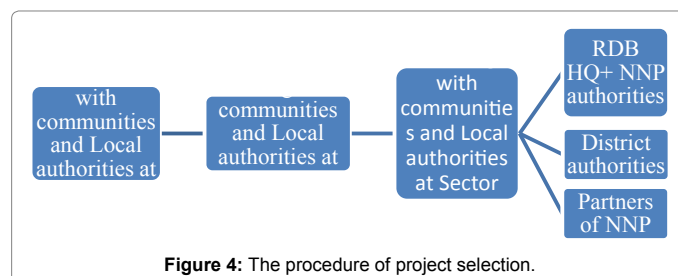 with
communities
and Local
authorities at
communities
and Local
authorities at
with
communitie
s and Local
authorities
at Sector
RDB
HQ+ NNP
authorities
District
authorities
Partners
of NNP
Figure 4: The procedure of project selection.